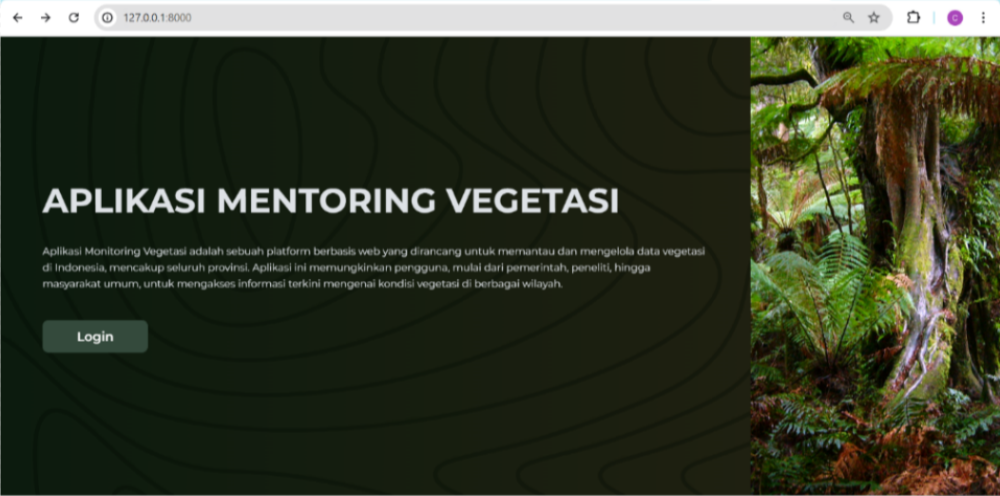 127.0.0.1:8000
C
APLIKASI MENTORING VEGETASI
Aplikasi Monitoring Vegetasi adalah sebuah platform berbasis web yang dirancang untuk memantau dan mengelola data vegetasi
di Indonesia, mencakup seluruh provinsi. Aplikasi ini memungkinkan pengguna, mulai dari pemerintah, peneliti, hingga
masyarakat umum, untuk mengakses informasi terkini mengenai kondisi vegetasi di berbagai wilayah.
Login